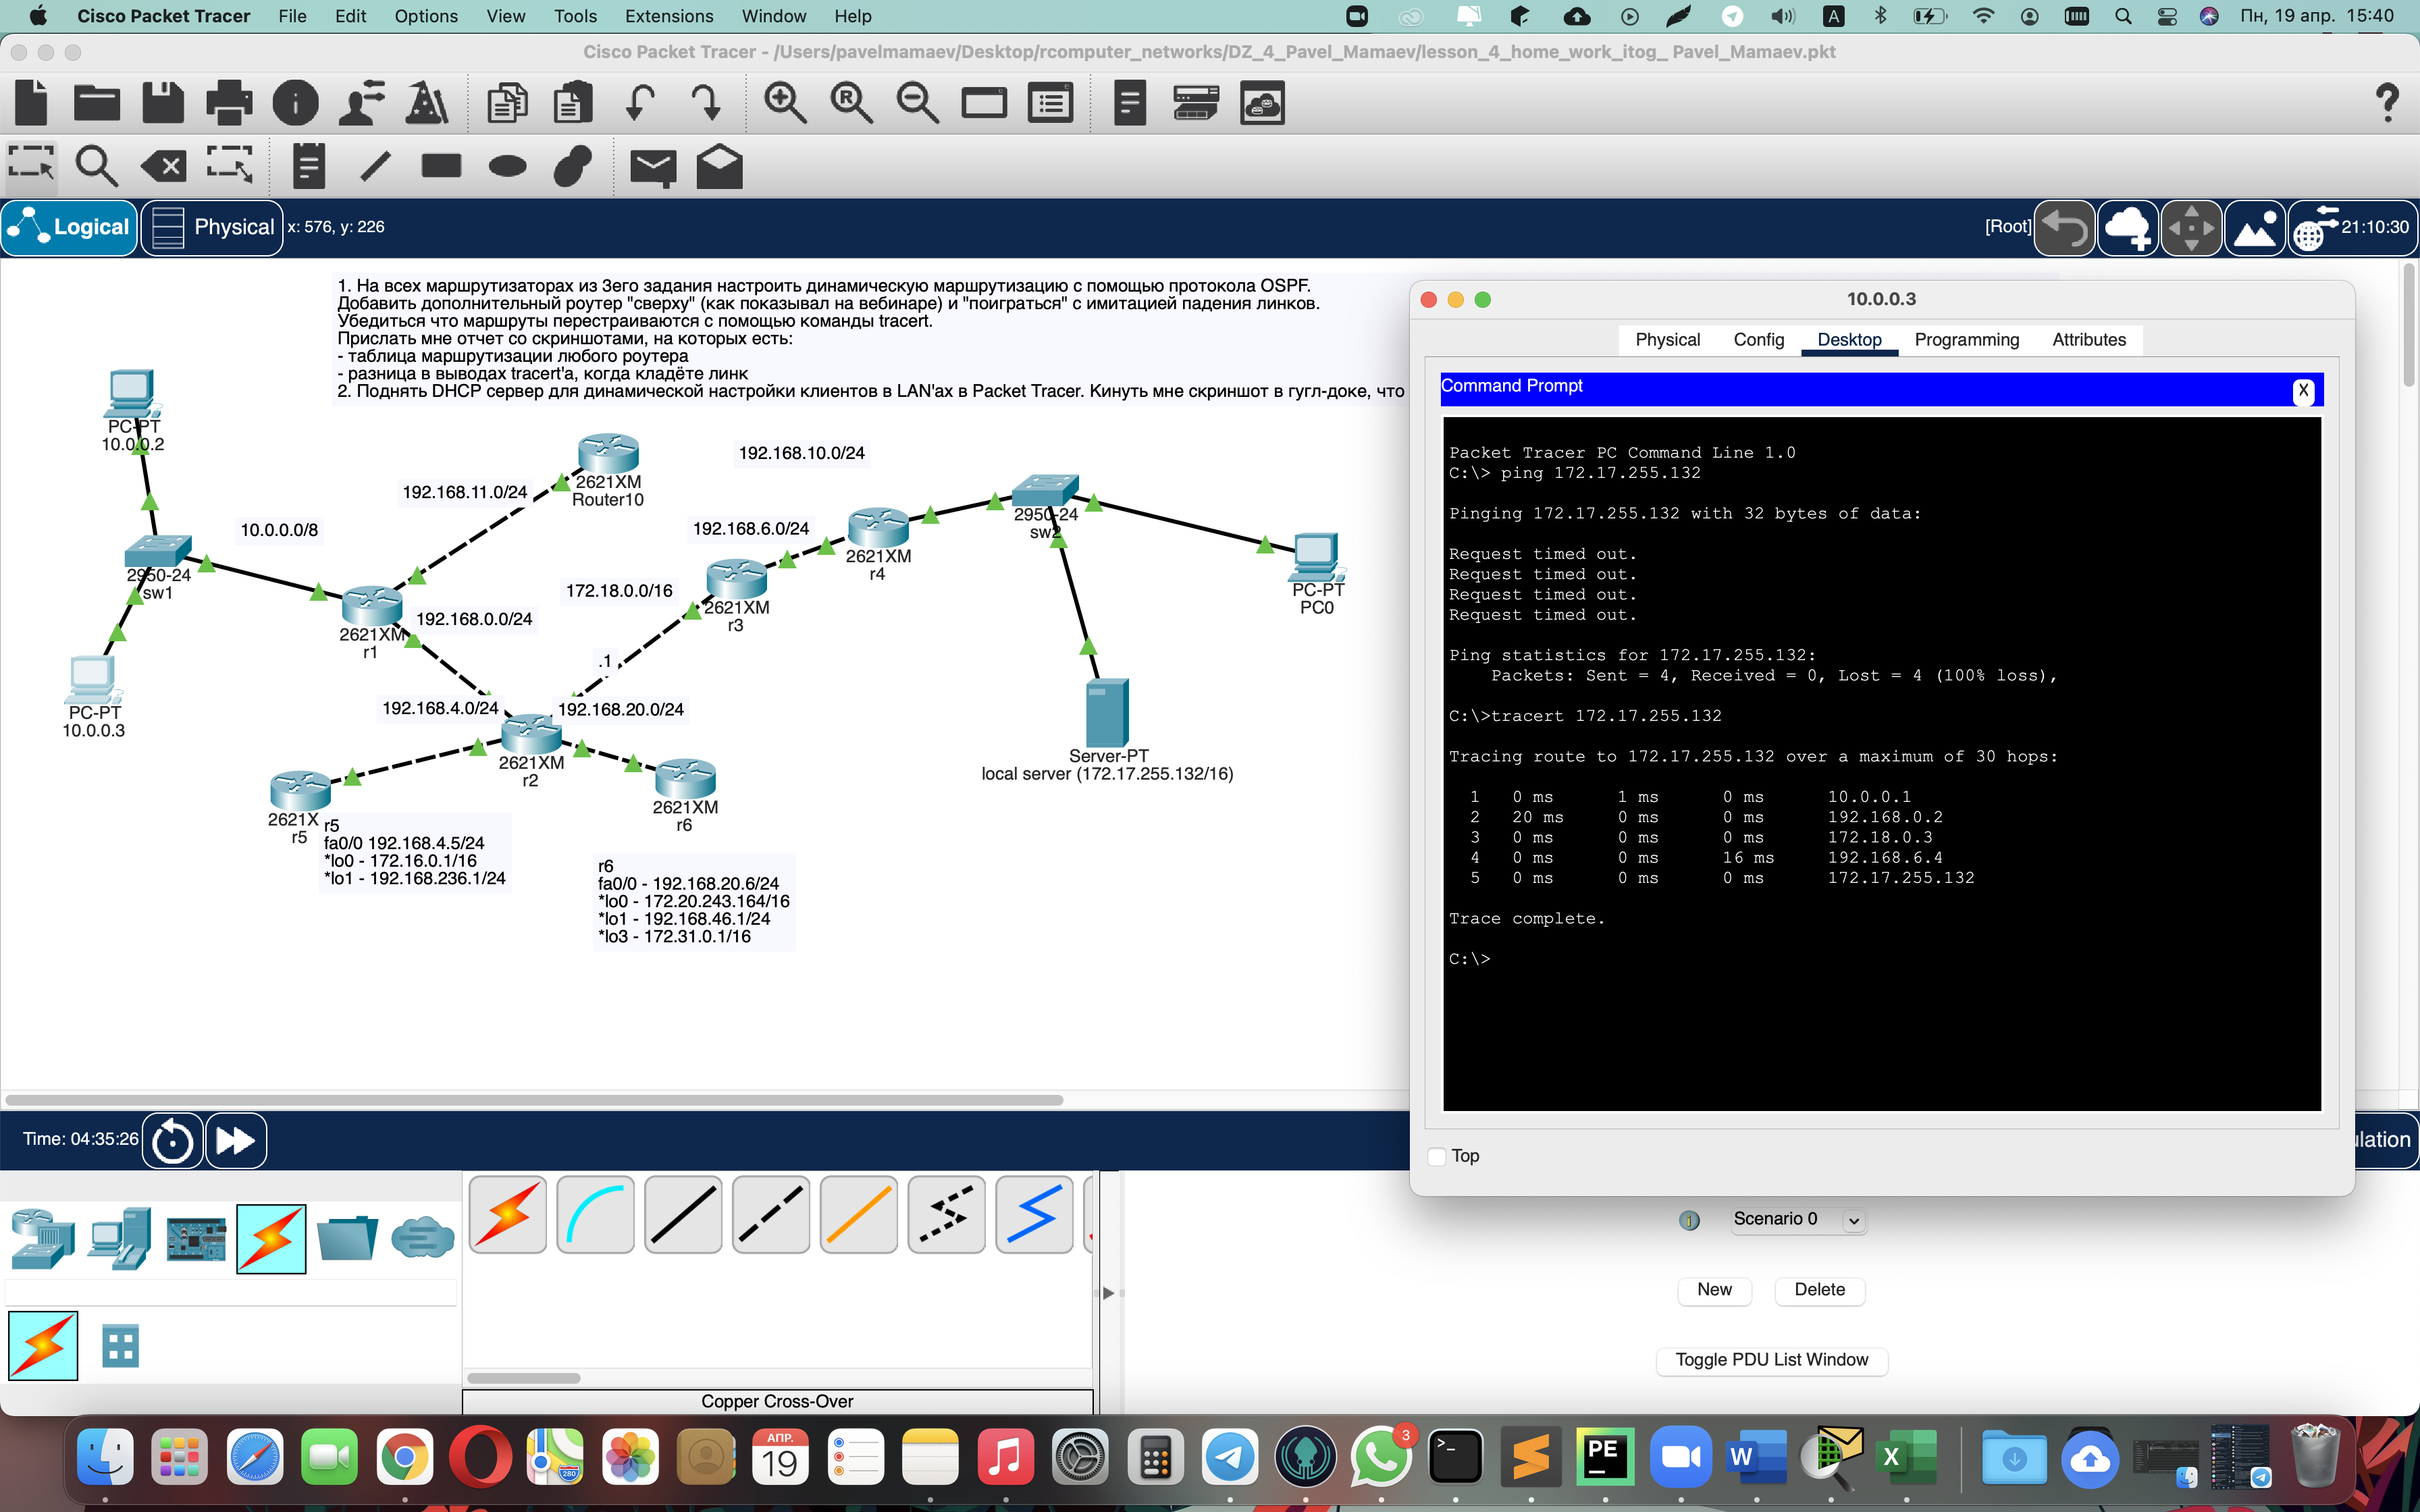 Cisco Packet Tracer File Edit Options View Tools Extensions Window Help A Пн, 19 апр. 15:40
Cisco Packet Tracer - /Users/pavelmamaev/Desktop/rcomputer_networks/DZ_4_Pavel_Mamaev/lesson_4_home_work_itog_ Pavel_Mamaev.pkt
R
?
Logical Physical x: 576, y: 226 [Root] 21:10:30
1. На всех маршрутизаторах из 3его задания настроить динамическую маршрутизацию с помощью протокола OSPF.
Добавить дополнительный роутер "сверху" (как показывал на вебинаре) и "поиграться" с имитацией падения линков.
Убедиться что маршруты перестраиваются с помощью команды tracert.
Прислать мне отчет со скриншотами, на которых есть:
- таблица маршрутизации любого роутера
- разница в выводах tracert'а, когда кладёте линк
2. Поднять DHCP сервер для динамической настройки клиентов в LAN'ах в Packet Tracer. Кинуть мне скриншот в гугл-доке, что
PC-PT
10.0.0.2
192.168.11.0/24
2621XM
Router10
192.168.10.0/24
10.0.0.0/8
192.168.6.0/24
2621XM
r4
2950-24
sw2
2950-24
sw1
172.18.0.0/16
2621XM
r3
PC-PT
PC0
192.168.0.0/24
2621XM
r1
.1
PC-PT
10.0.0.3
192.168.4.0/24
192.168.20.0/24
2621XM
r2
Server-PT
local server (172.17.255.132/16)
2621X
r5
2621XM
r6
r5
fa0/0 192.168.4.5/24
*lo0 - 172.16.0.1/16
*lo1 - 192.168.236.1/24
r6
fa0/0 - 192.168.20.6/24
*lo0 - 172.20.243.164/16
*lo1 - 192.168.46.1/24
*lo3 - 172.31.0.1/16
10.0.0.3
Physical Config Desktop Programming Attributes
Command Prompt X
Packet Tracer PC Command Line 1.0
C:\> ping 172.17.255.132
Pinging 172.17.255.132 with 32 bytes of data:
Request timed out.
Request timed out.
Request timed out.
Request timed out.
Ping statistics for 172.17.255.132:
Packets: Sent = 4, Received = 0, Lost = 4 (100% loss),
C:\>tracert 172.17.255.132
Tracing route to 172.17.255.132 over a maximum of 30 hops:
1 0 ms 1 ms 0 ms 10.0.0.1
2 20 ms 0 ms 0 ms 192.168.0.2
3 0 ms 0 ms 0 ms 172.18.0.3
4 0 ms 0 ms 16 ms 192.168.6.4
5 0 ms 0 ms 0 ms 172.17.255.132
Trace complete.
C:\>
Top
Time: 04:35:26
ulation
Scenario 0
New Delete
Toggle PDU List Window
Copper Cross-Over
АПР.
19
280
3
>_
PE
W
X